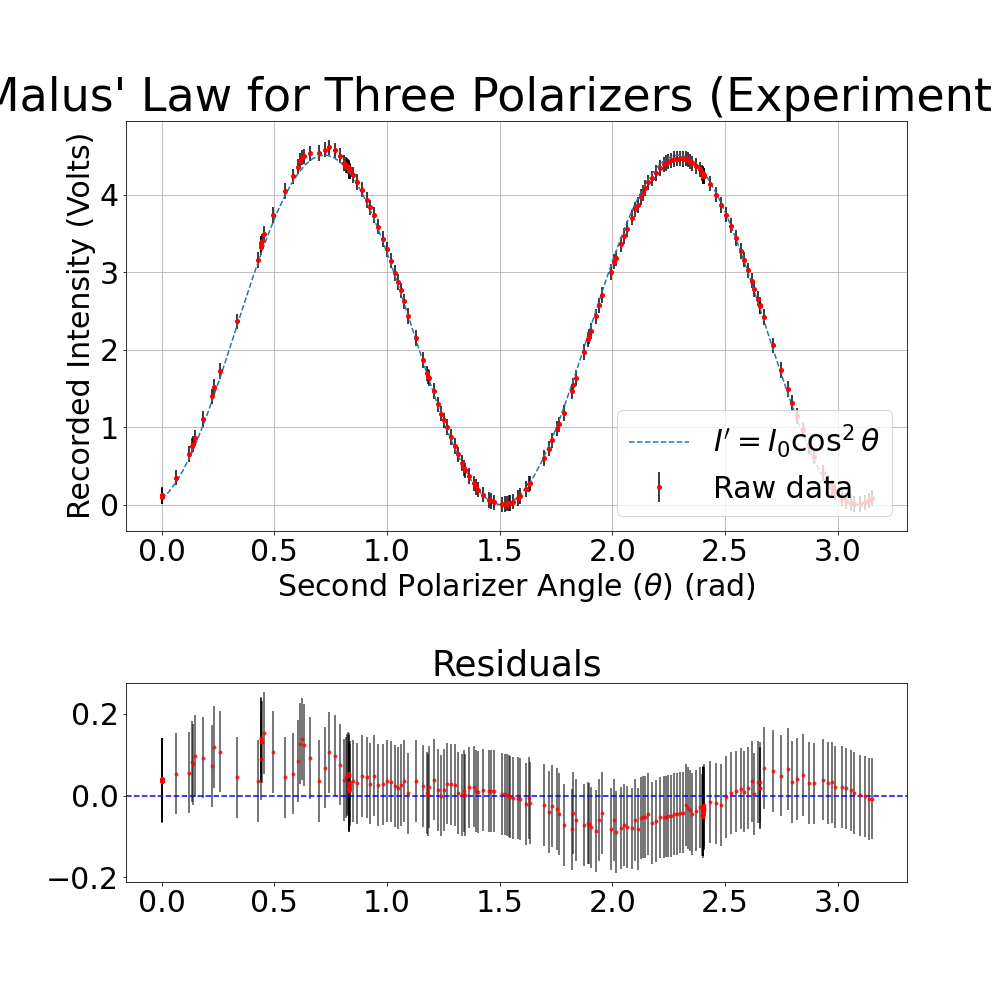 Malus' Law for Three Polarizers (Experiment
Recorded Intensity (Volts)
4
3
2
1
0
I′ = I₀cos² θ
Raw data
0.0 0.5 1.0 1.5 2.0 2.5 3.0
Second Polarizer Angle (θ) (rad)
Residuals
0.2
0.0
−0.2
0.0 0.5 1.0 1.5 2.0 2.5 3.0